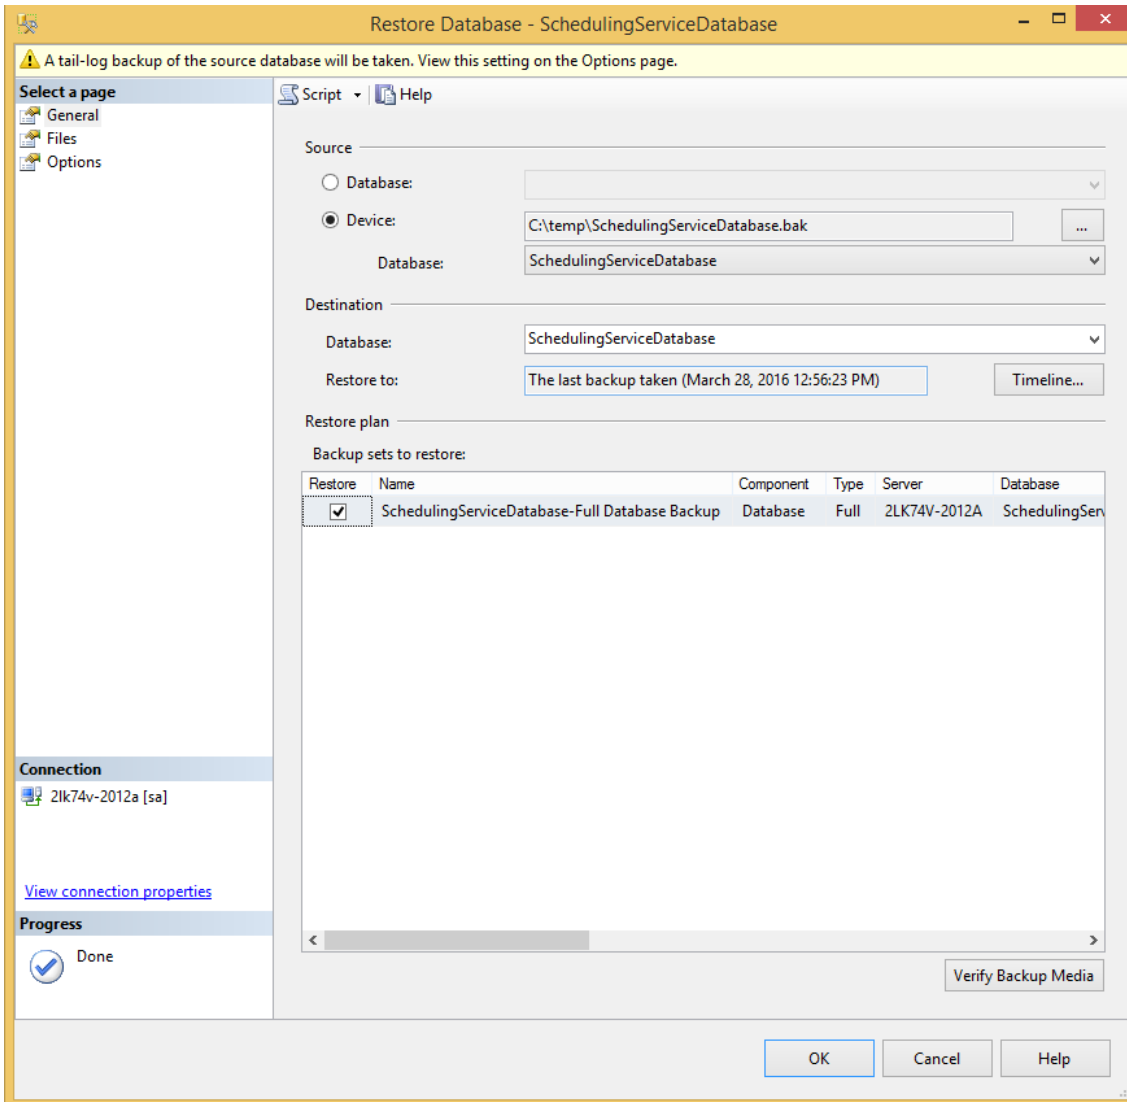 Restore Database - SchedulingServiceDatabase
A tail-log backup of the source database will be taken. View this setting on the Options page.
Select a page
General
Files
Options
Script
Help
Source
Database:
Device:
C:\temp\SchedulingServiceDatabase.bak
...
Database:
SchedulingServiceDatabase
Destination
Database:
SchedulingServiceDatabase
Restore to:
The last backup taken (March 28, 2016 12:56:23 PM)
Timeline...
Restore plan
Backup sets to restore:
Restore Name Component Type Server Database
SchedulingServiceDatabase-Full Database Backup Database Full 2LK74V-2012A SchedulingServ
Connection
2lk74v-2012a [sa]
View connection properties
Progress
Done
Verify Backup Media
OK Cancel Help